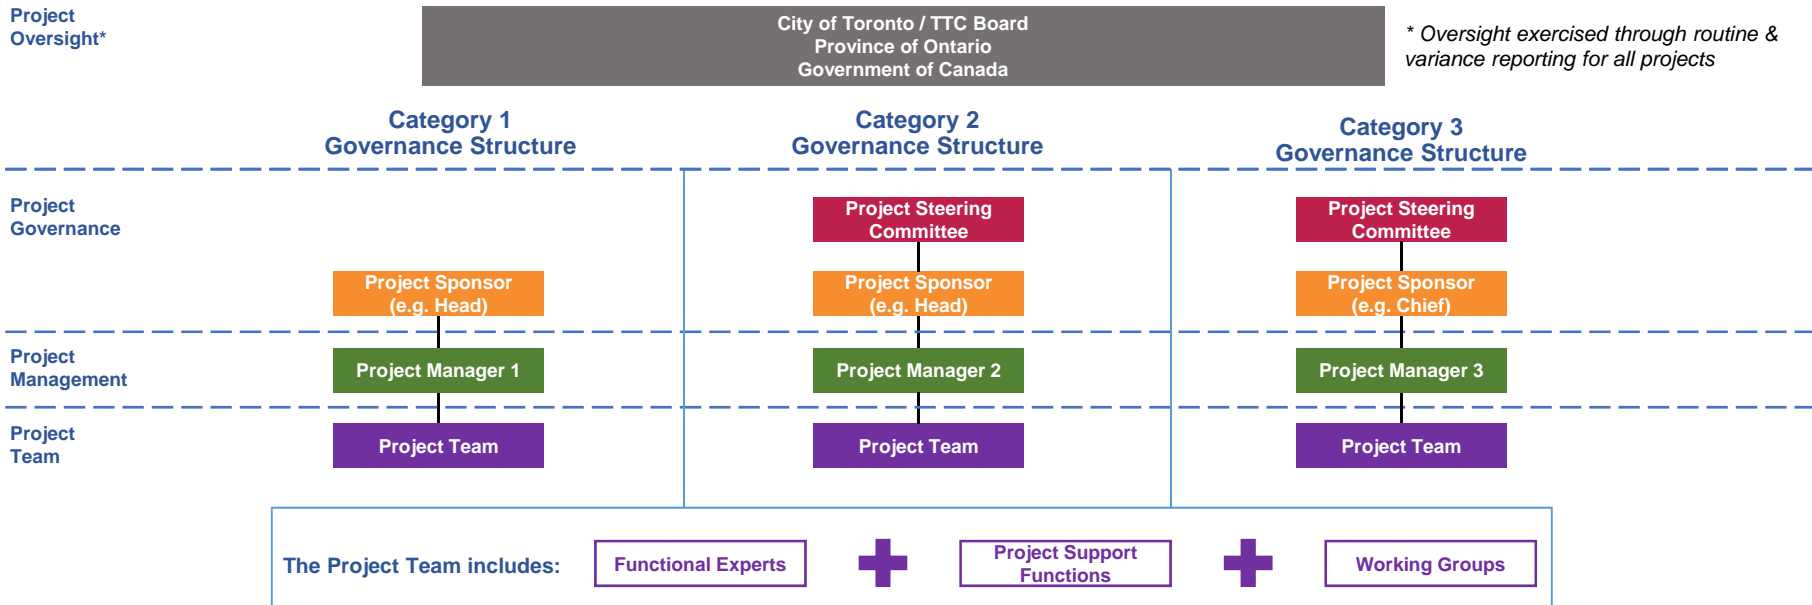 Project
Oversight*
City of Toronto / TTC Board
Province of Ontario
Government of Canada
* Oversight exercised through routine &
variance reporting for all projects
Category 1
Governance Structure
Category 2
Governance Structure
Category 3
Governance Structure
Project
Governance
Project Steering
Committee
Project Steering
Committee
Project Sponsor
(e.g. Head)
Project Sponsor
(e.g. Head)
Project Sponsor
(e.g. Chief)
Project
Management
Project Manager 1
Project Manager 2
Project Manager 3
Project
Team
Project Team
Project Team
Project Team
The Project Team includes:
Functional Experts
Project Support
Functions
Working Groups